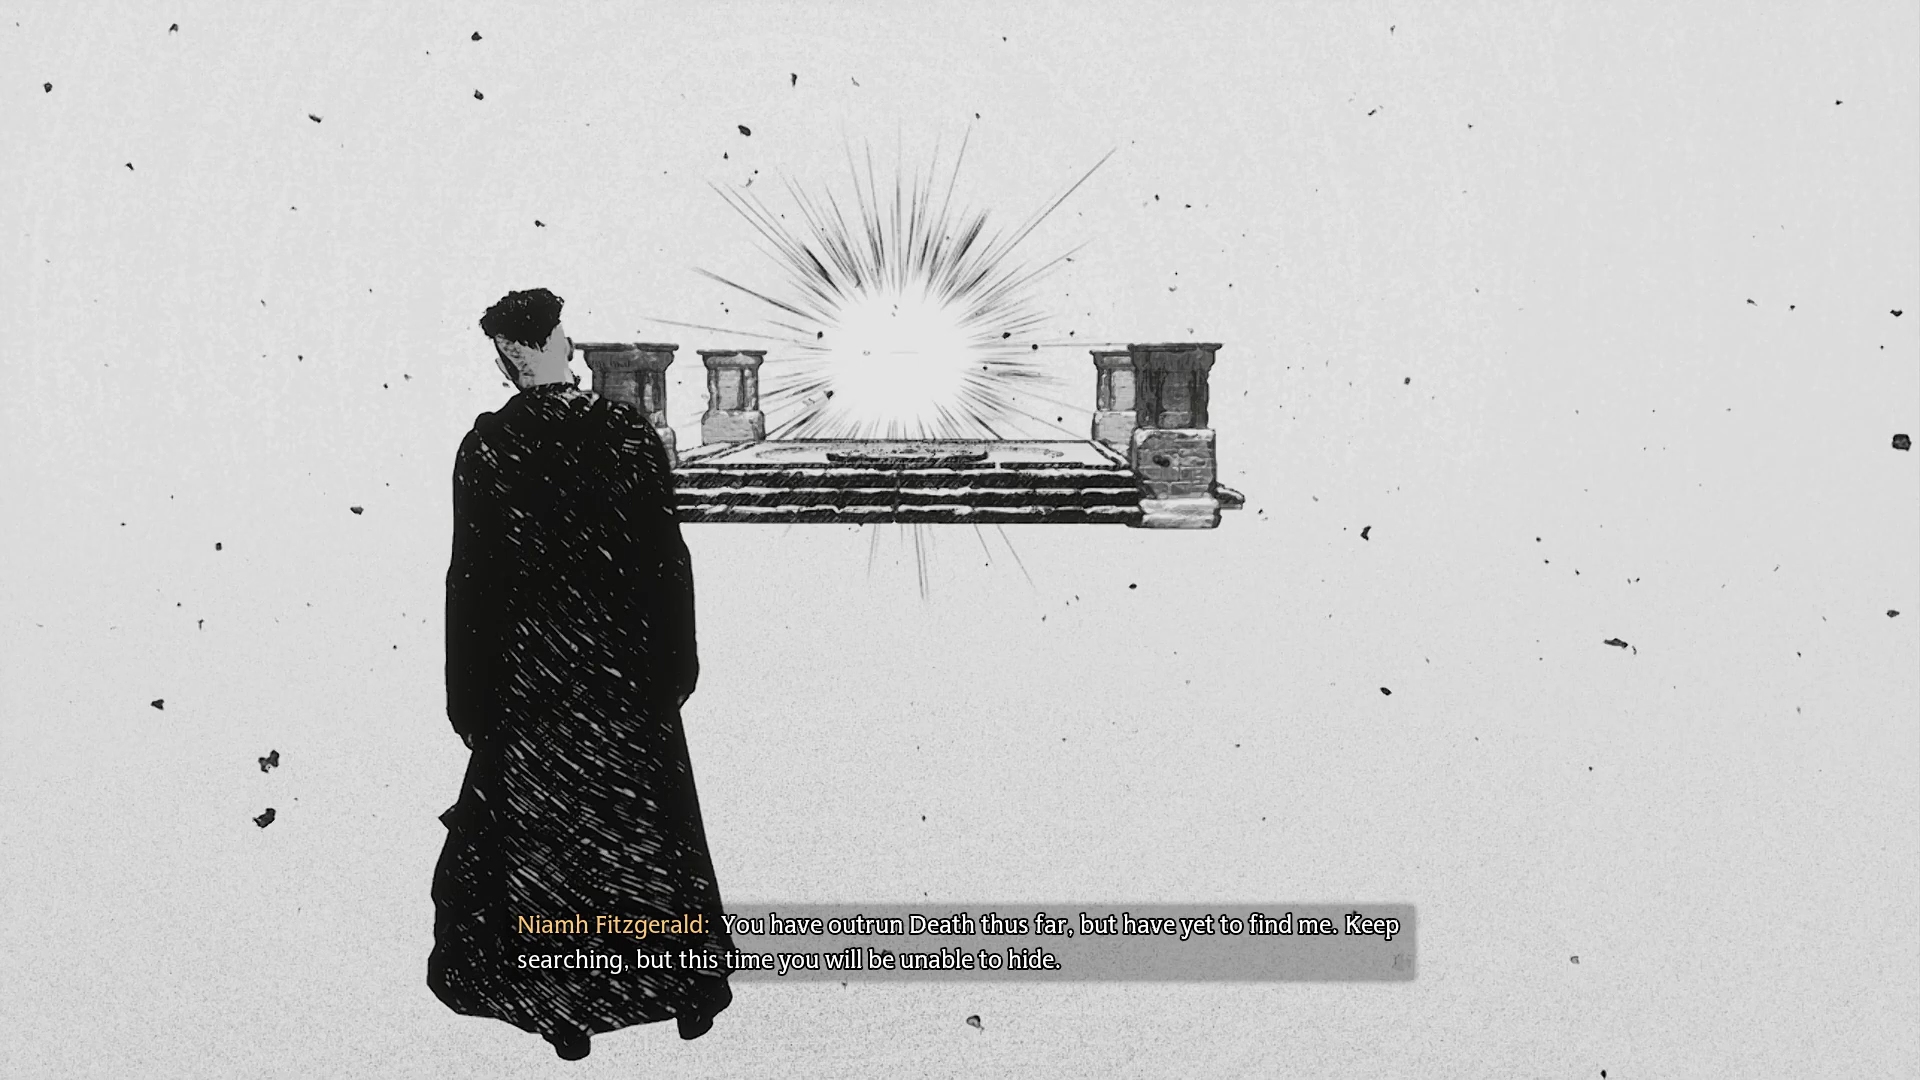 Niamh Fitzgerald: You have outrun Death thus far, but have yet to find me. Keep
searching, but this time you will be unable to hide.